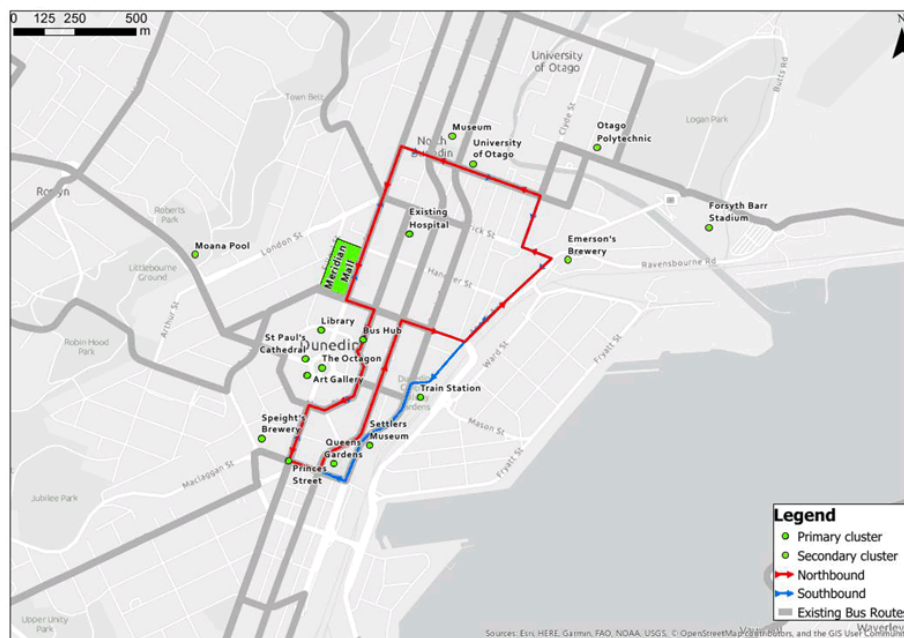 0 125 250 500
m
N
University
of Otago
Butts Rd
Logan Park
Clyde St
Town Belt
Museum
North
Dunedin
University
of Otago
Otago
Polytechnic
Roslyn
Roberts
Park
Existing
Hospital
Forsyth Barr
Stadium
Moana Pool
London St
Emerson's
Brewery
Ravensbourne Rd
Littlebourne
Ground
Meridian
Mall
Hanover St
Arthur St
Library
Bus Hub
Fryatt St
Robin Hood
Park
St Paul's
Cathedral
Dunedin
The Octagon
Ward St
Art Gallery
Train Station
Speight's
Brewery
Settlers
Museum
Mason St
Queens
Gardens
Fryatt St
Maclaggan St
Princes
Street
Jubilee Park
Legend
Primary cluster
Secondary cluster
Northbound
Southbound
Existing Bus Routes
Upper Unity
Park
Waverley
Sources: Esri, HERE, Garmin, FAO, NOAA, USGS, © OpenStreetMap contributors, and the GIS User Community